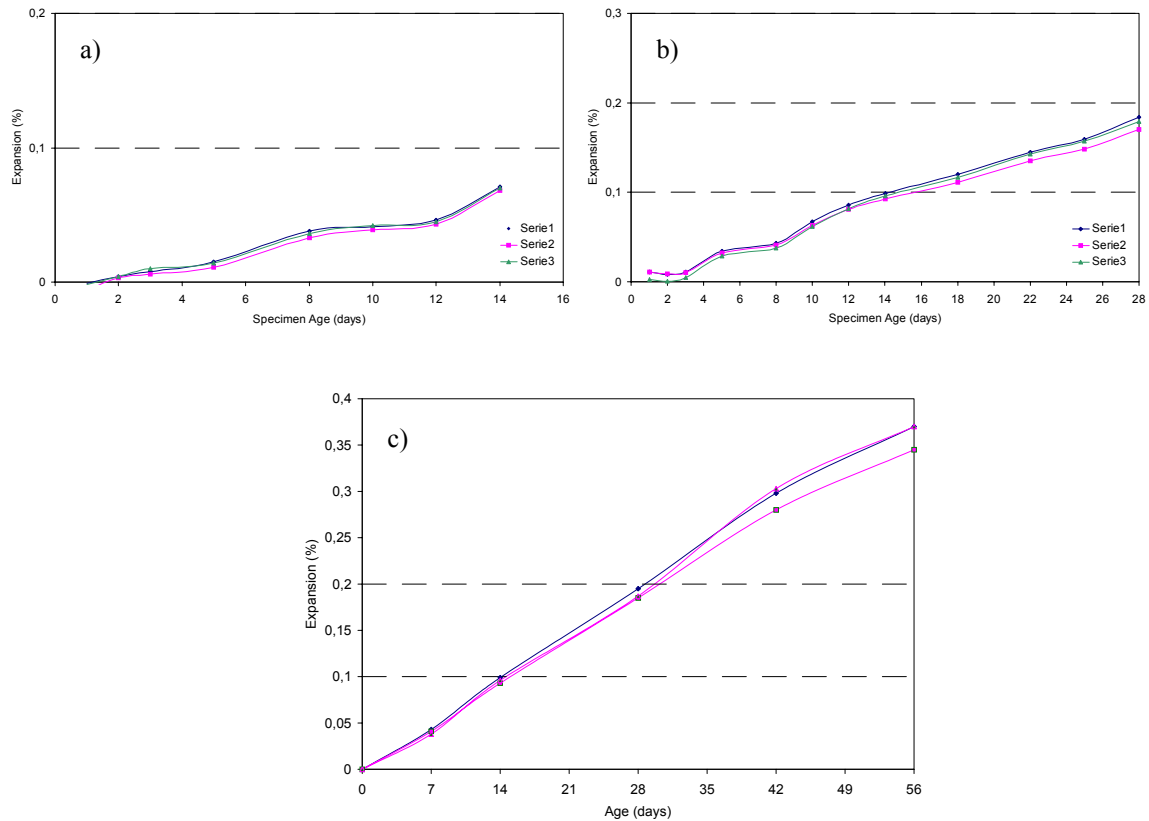 a)
0,2
0,1
0
Expansion (%)
0 2 4 6 8 10 12 14 16
Specimen Age (days)
Serie1
Serie2
Serie3
b)
0,3
0,2
0,1
0
Expansion (%)
0 2 4 6 8 10 12 14 16 18 20 22 24 26 28
Specimen Age (days)
Serie1
Serie2
Serie3
c)
0,4
0,35
0,3
0,25
0,2
0,15
0,1
0,05
0
Expansion (%)
0 7 14 21 28 35 42 49 56
Age (days)